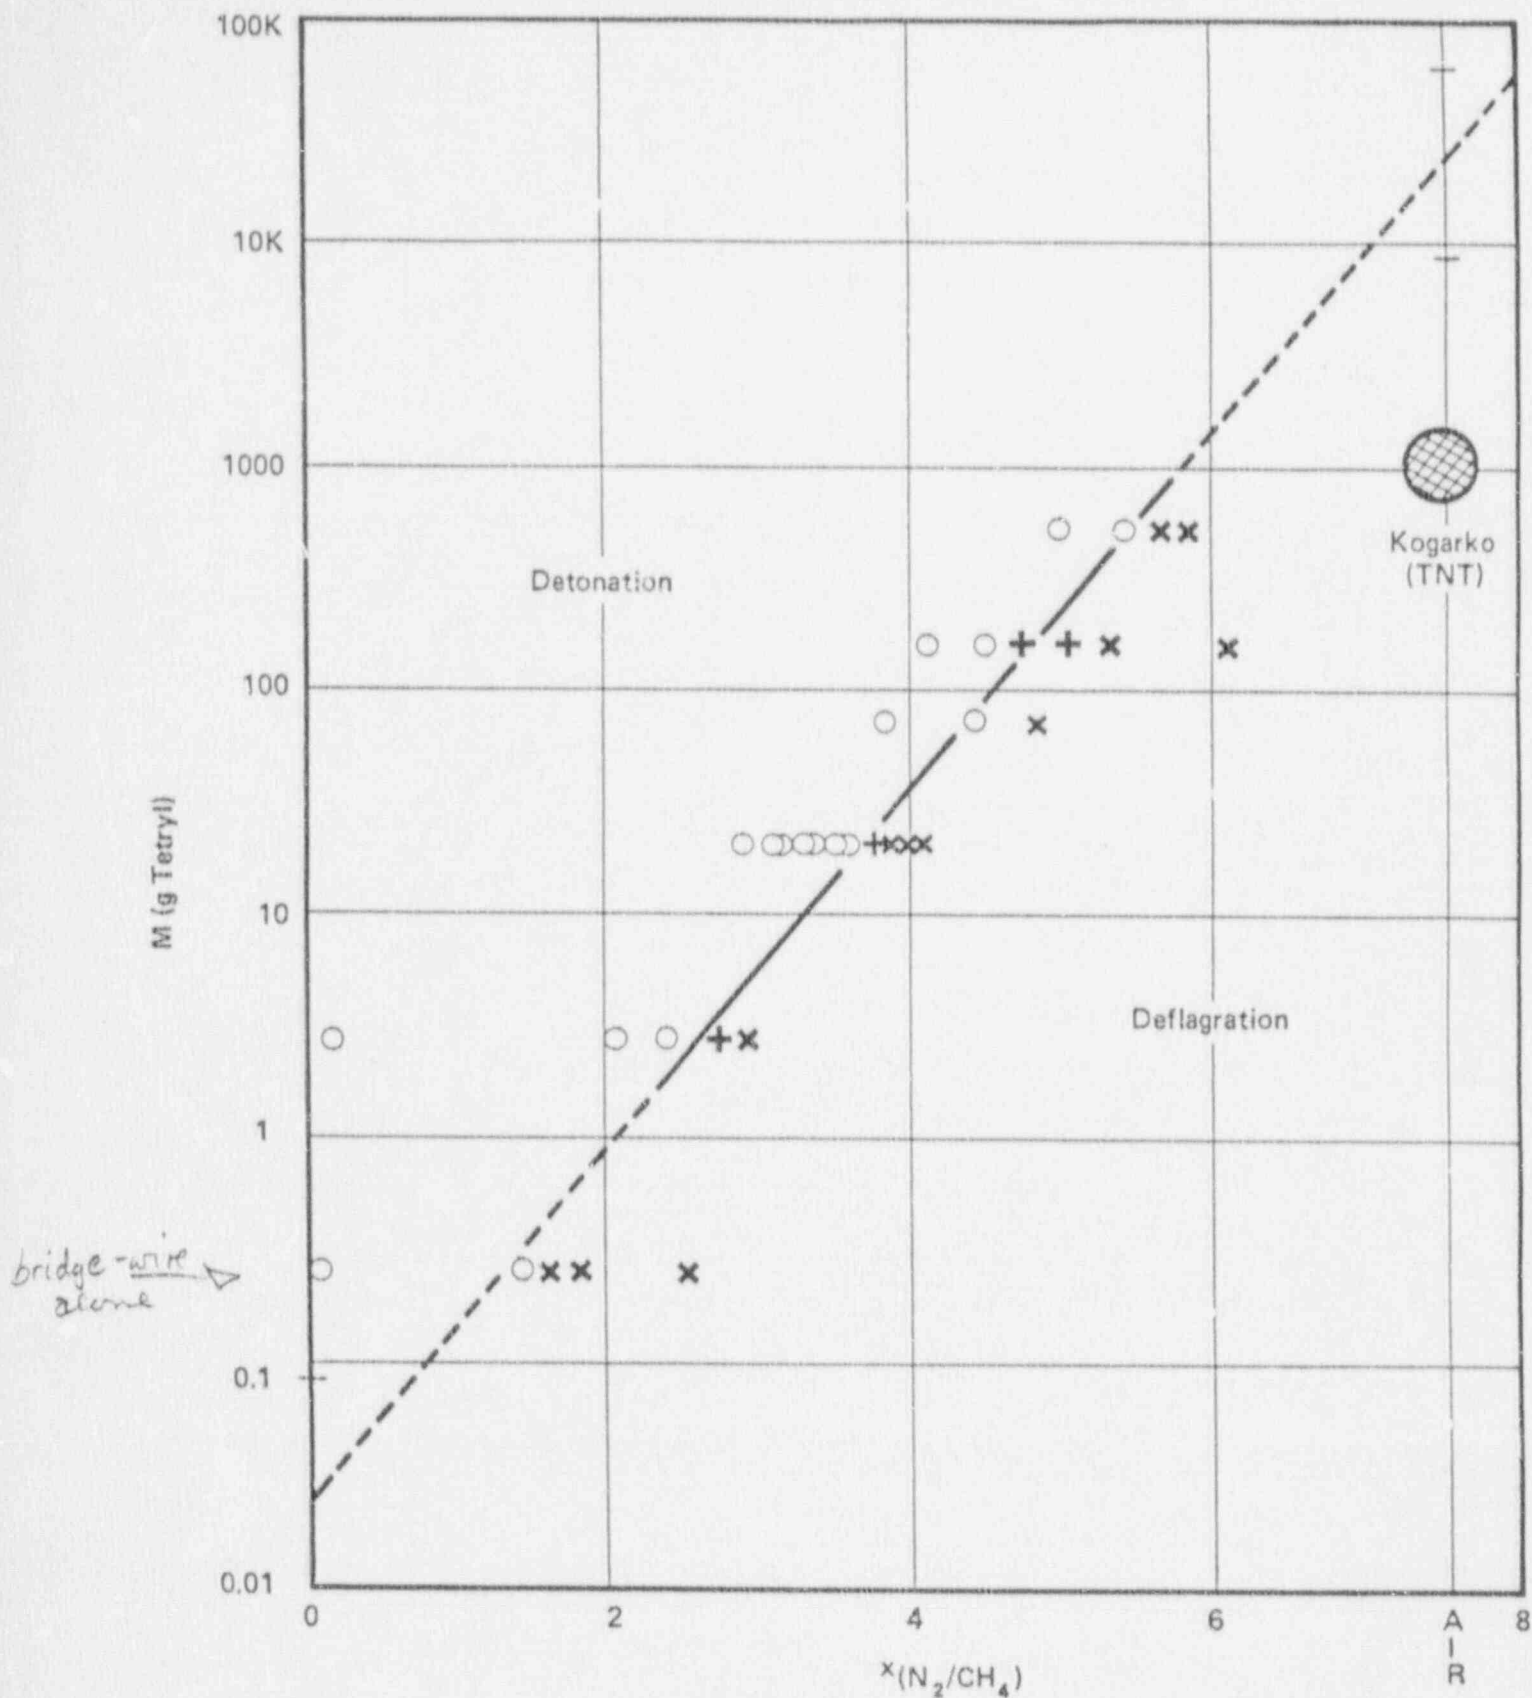 100K
10K
1000
Kogarko
(TNT)
Detonation
100
M (g Tetryl)
10
Deflagration
1
bridge-wire
alone
0.1
0.01
0
2
4
6
A
I
R
8
x(N₂/CH₄)